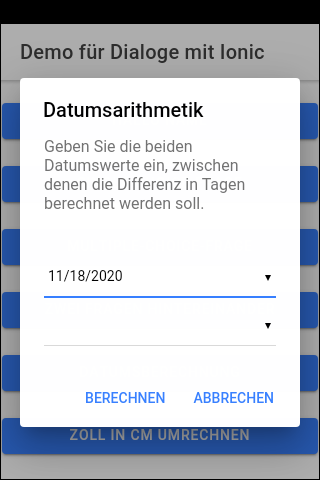 Demo für Dialoge mit Ionic
Datumsarithmetik
Geben Sie die beiden
Datumswerte ein, zwischen
denen die Differenz in Tagen
berechnet werden soll.
11/18/2020
BERECHNEN ABBRECHEN
ZOLL IN CM UMRECHNEN